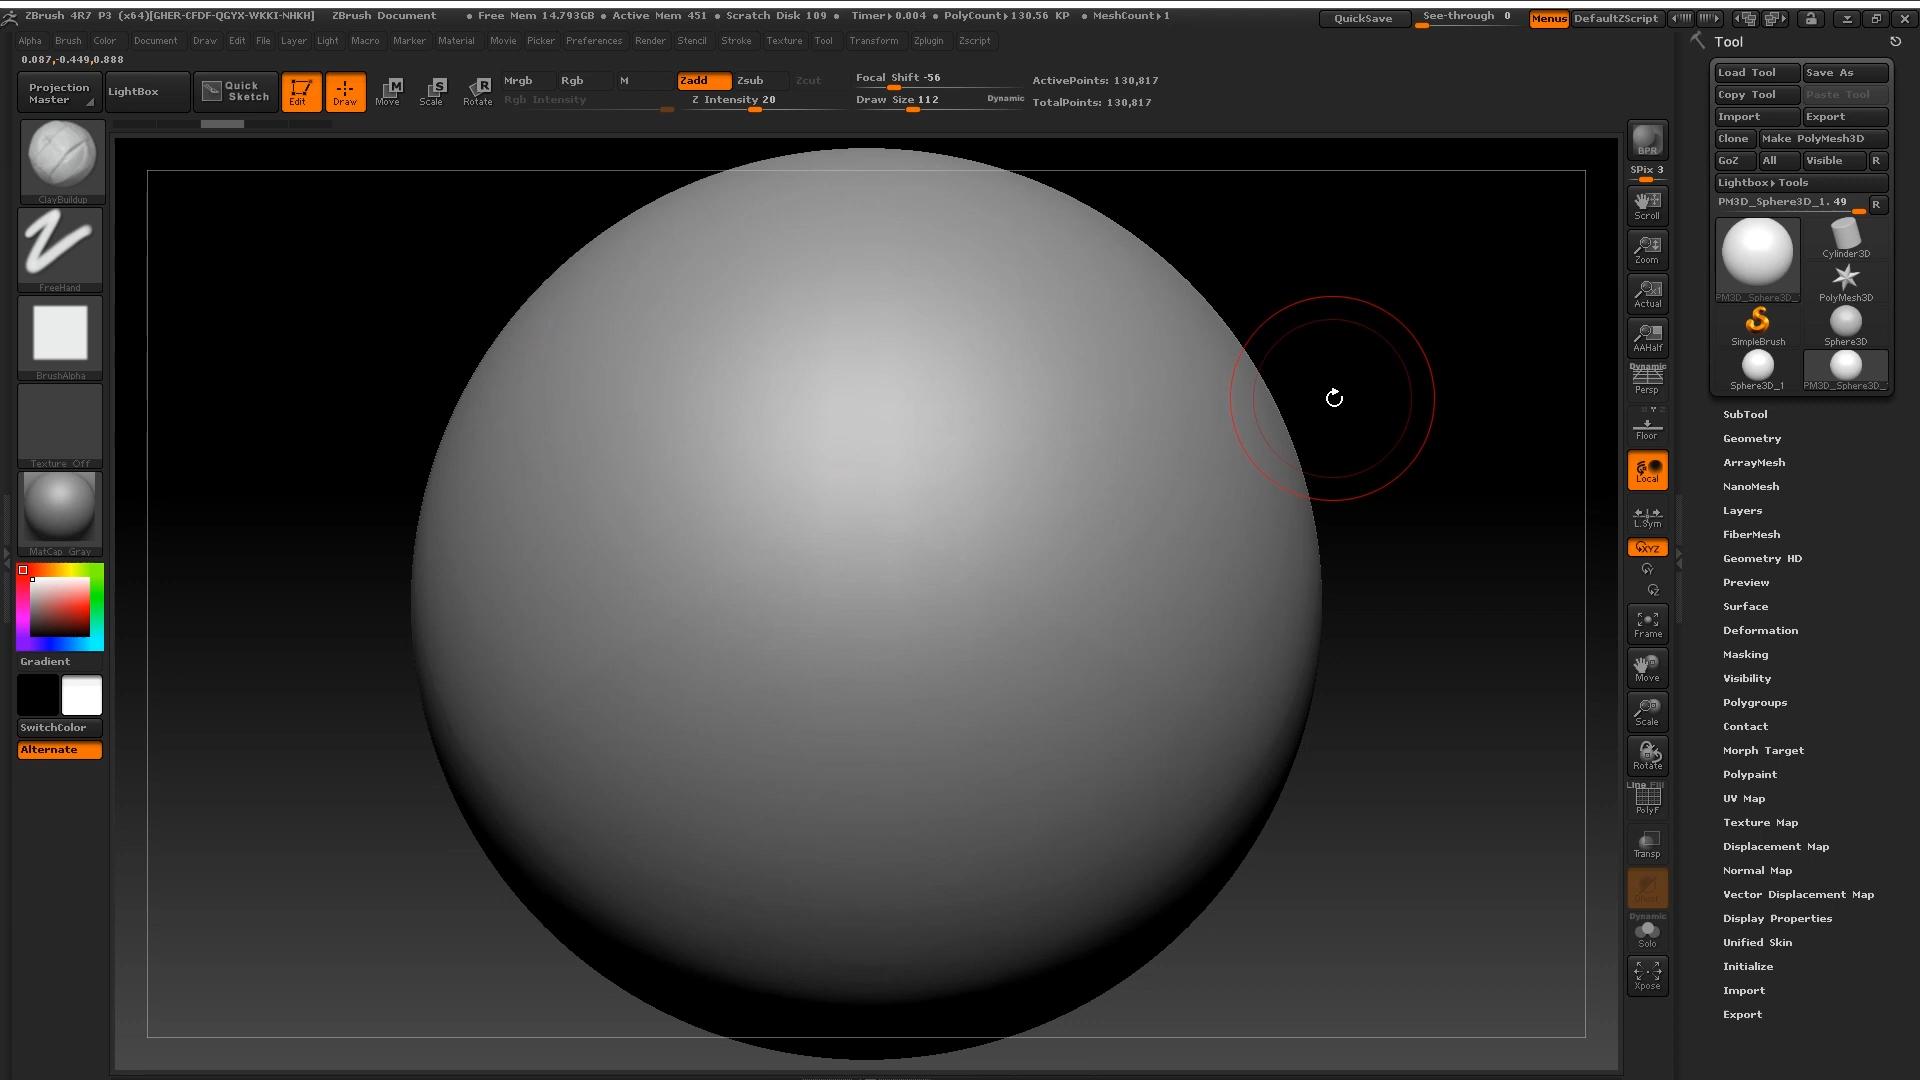 ZBrush 4R7 P3 (x64)[GHER-CFDF-QGYX-WKKI-NHKH] ZBrush Document • Free Mem 14.793GB • Active Mem 451 • Scratch Disk 109 • Timer▸0.004 • PolyCount▸130.56 KP • MeshCount▸1 QuickSave See-through 0 Menus DefaultZScript
Alpha Brush Color Document Draw Edit File Layer Light Macro Marker Material Movie Picker Preferences Render Stencil Stroke Texture Tool Transform Zplugin Zscript
0.087,-0.449,0.888
Projection Master
LightBox
Quick Sketch
Edit
Draw
Move
Scale
Rotate
Mrgb Rgb M Zadd Zsub Zcut
Rgb Intensity Z Intensity 20
Focal Shift -56
Draw Size 112 Dynamic
ActivePoints: 130,817
TotalPoints: 130,817
ClayBuildup
FreeHand
BrushAlpha
Texture Off
MatCap Gray
Gradient
SwitchColor
Alternate
BPR
SPix 3
Scroll
Zoom
Actual
AAHalf
Dynamic
Persp
Floor
Local
L.Sym
XYZ
Y
Z
Frame
Move
Scale
Rotate
Line Fill
PolyF
Transp
Ghost
Dynamic
Solo
Xpose
Tool
Load Tool Save As
Copy Tool Paste Tool
Import Export
Clone Make PolyMesh3D
GoZ All Visible R
Lightbox▸Tools
PM3D_Sphere3D_1. 49 R
PM3D_Sphere3D_
Cylinder3D
PolyMesh3D
SimpleBrush
Sphere3D
Sphere3D_1
PM3D_Sphere3D_
SubTool
Geometry
ArrayMesh
NanoMesh
Layers
FiberMesh
Geometry HD
Preview
Surface
Deformation
Masking
Visibility
Polygroups
Contact
Morph Target
Polypaint
UV Map
Texture Map
Displacement Map
Normal Map
Vector Displacement Map
Display Properties
Unified Skin
Initialize
Import
Export